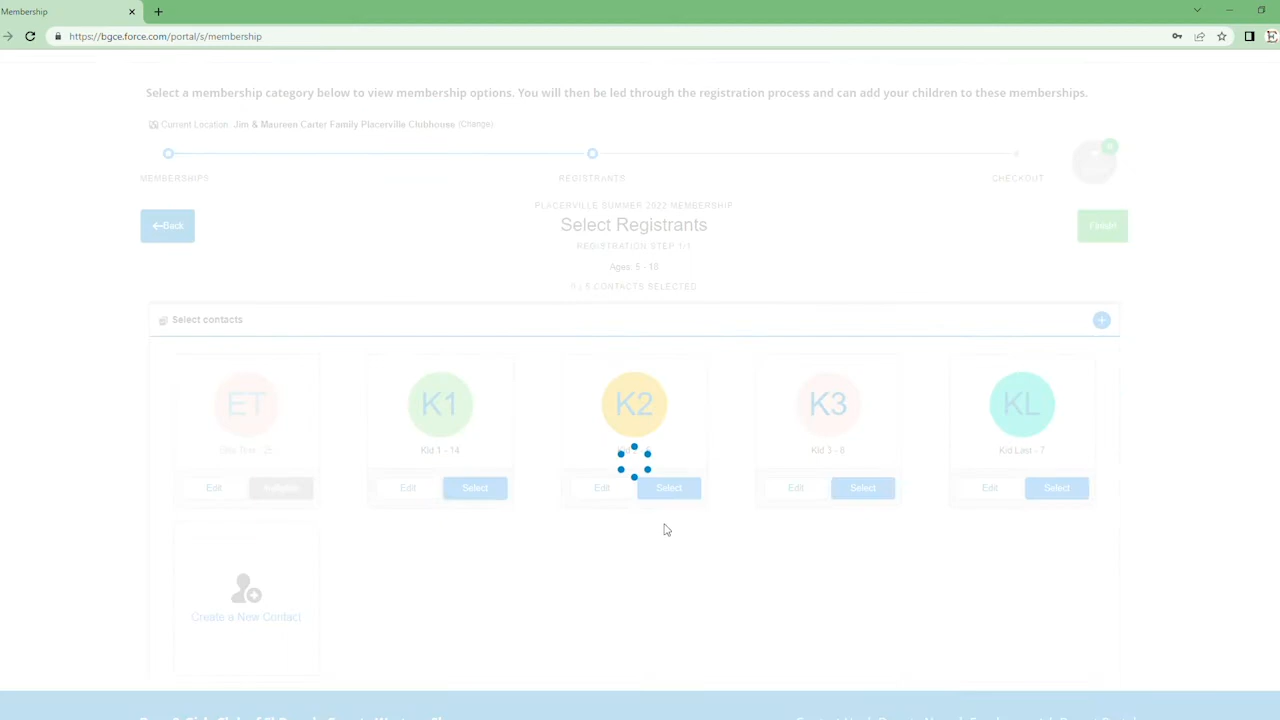 Membership
https://bgce.force.com/portal/s/membership
Select a membership category below to view membership options. You will then be led through the registration process and can add your children to these memberships.
Current Location Jim & Maureen Carter Family Placerville Clubhouse (Change)
MEMBERSHIPS
REGISTRANTS
CHECKOUT
PLACERVILLE SUMMER 2022 MEMBERSHIP
Back
Select Registrants
Finish!
REGISTRATION STEP 1/1
Ages: 5 - 18
0 / 5 CONTACTS SELECTED
Select contacts
ET K1 K2 K3 KL
Kid 1 - 14
Kid 3 - 8
Kid Last - 7
Edit
Edit Select
Edit Select
Edit Select
Edit Select
Create a New Contact